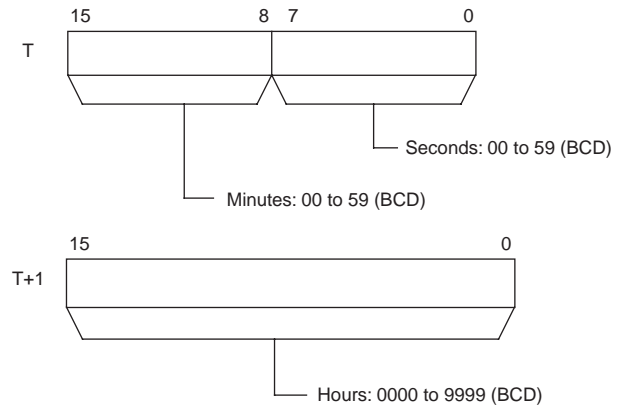 15 8 7 0
T
Seconds: 00 to 59 (BCD)
Minutes: 00 to 59 (BCD)
15 0
T+1
Hours: 0000 to 9999 (BCD)